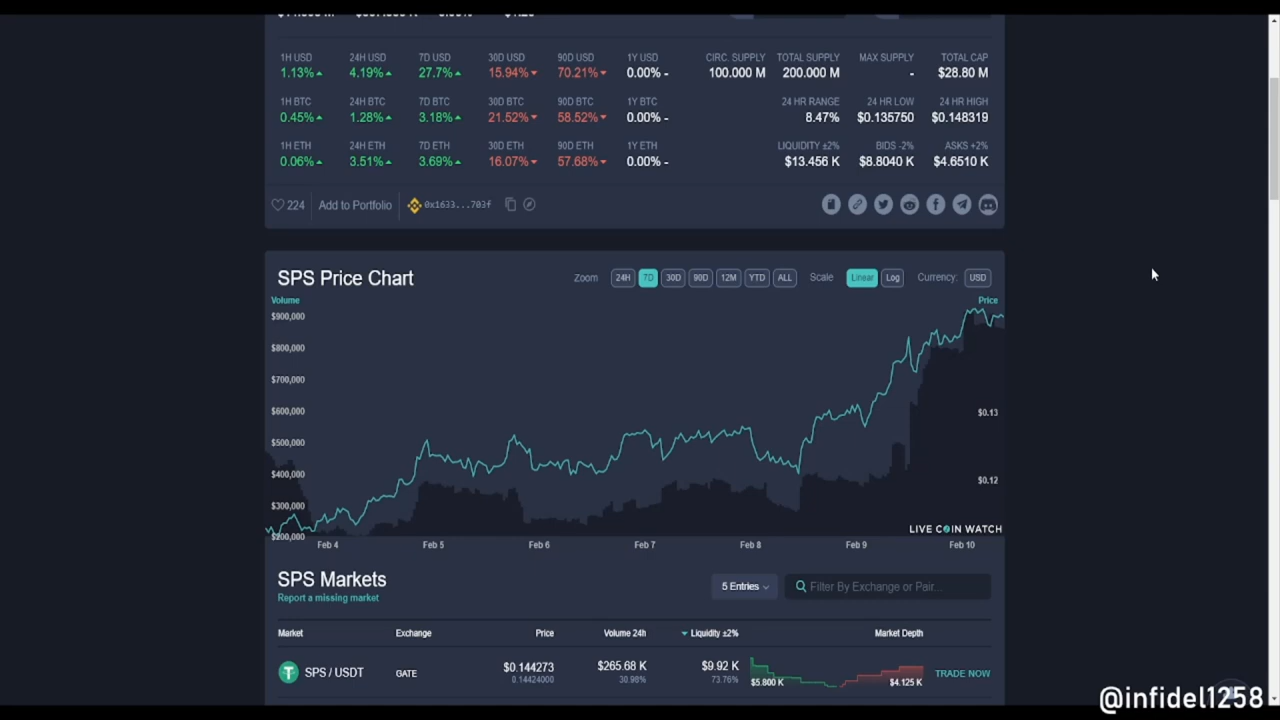 1H USD 24H USD 7D USD 30D USD 90D USD 1Y USD CIRC. SUPPLY TOTAL SUPPLY MAX SUPPLY TOTAL CAP
1.13% 4.19% 27.7% 15.94% 70.21% 0.00% - 100.000 M 200.000 M - $28.80 M
1H BTC 24H BTC 7D BTC 30D BTC 90D BTC 1Y BTC 24 HR RANGE 24 HR LOW 24 HR HIGH
0.45% 1.28% 3.18% 21.52% 58.52% 0.00% - 8.47% $0.135750 $0.148319
1H ETH 24H ETH 7D ETH 30D ETH 90D ETH 1Y ETH LIQUIDITY ±2% BIDS -2% ASKS +2%
0.06% 3.51% 3.69% 16.07% 57.68% 0.00% - $13.456 K $8.8040 K $4.6510 K
224 Add to Portfolio 0x1633...703f
SPS Price Chart Zoom 24H 7D 30D 90D 12M YTD ALL Scale Linear Log Currency: USD
Volume Price
$900,000
$800,000
$700,000
$600,000 $0.13
$500,000
$400,000 $0.12
$300,000
LIVE COIN WATCH
$200,000
Feb 4 Feb 5 Feb 6 Feb 7 Feb 8 Feb 9 Feb 10
SPS Markets 5 Entries Filter By Exchange or Pair...
Report a missing market
Market Exchange Price Volume 24h Liquidity ±2% Market Depth
SPS / USDT GATE $0.144273 $265.68 K $9.92 K TRADE NOW
0.14424000 30.98% 73.76% $5.800 K $4.125 K
@infidel1258